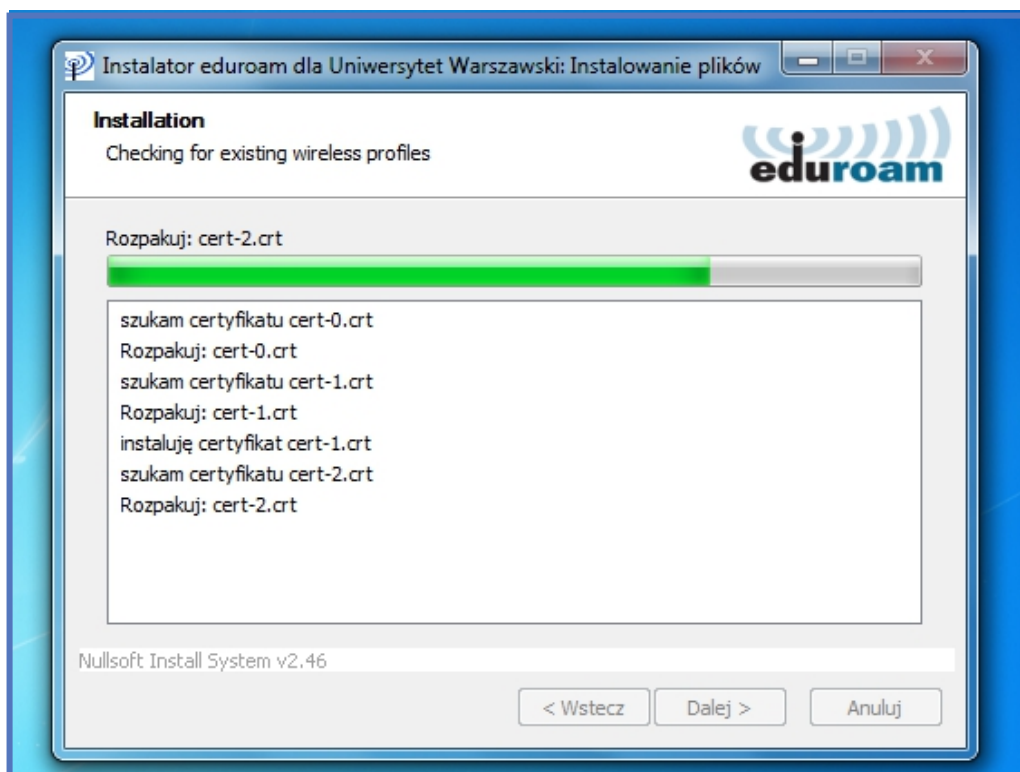 Instalator eduroam dla Uniwersytet Warszawski: Instalowanie plików
Installation
Checking for existing wireless profiles
eduroam
Rozpakuj: cert-2.crt
szukam certyfikatu cert-0.crt
Rozpakuj: cert-0.crt
szukam certyfikatu cert-1.crt
Rozpakuj: cert-1.crt
instaluję certyfikat cert-1.crt
szukam certyfikatu cert-2.crt
Rozpakuj: cert-2.crt
Nullsoft Install System v2.46
< Wstecz Dalej > Anuluj